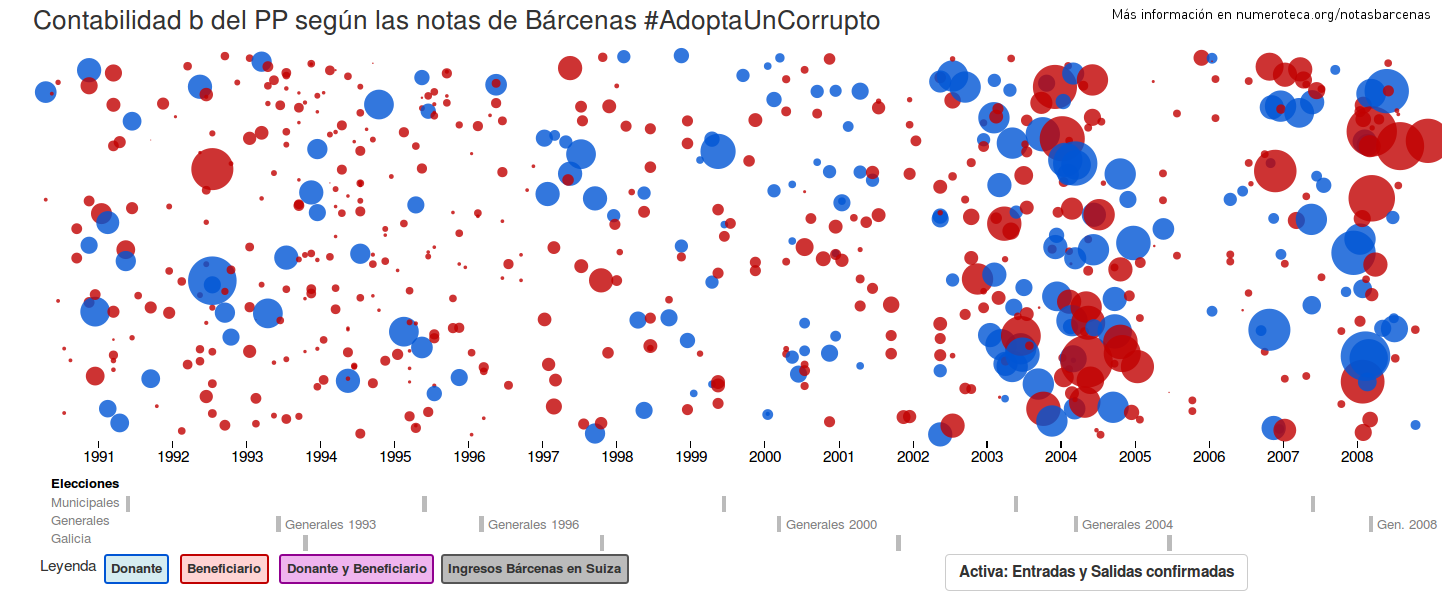 Contabilidad b del PP según las notas de Bárcenas #AdoptaUnCorrupto
Más información en numeroteca.org/notasbarcenas
1991 1992 1993 1994 1995 1996 1997 1998 1999 2000 2001 2002 2003 2004 2005 2006 2007 2008
Elecciones
Municipales
Generales Generales 1993 Generales 1996 Generales 2000 Generales 2004 Gen. 2008
Galicia
Leyenda Donante Beneficiario Donante y Beneficiario Ingresos Bárcenas en Suiza Activa: Entradas y Salidas confirmadas